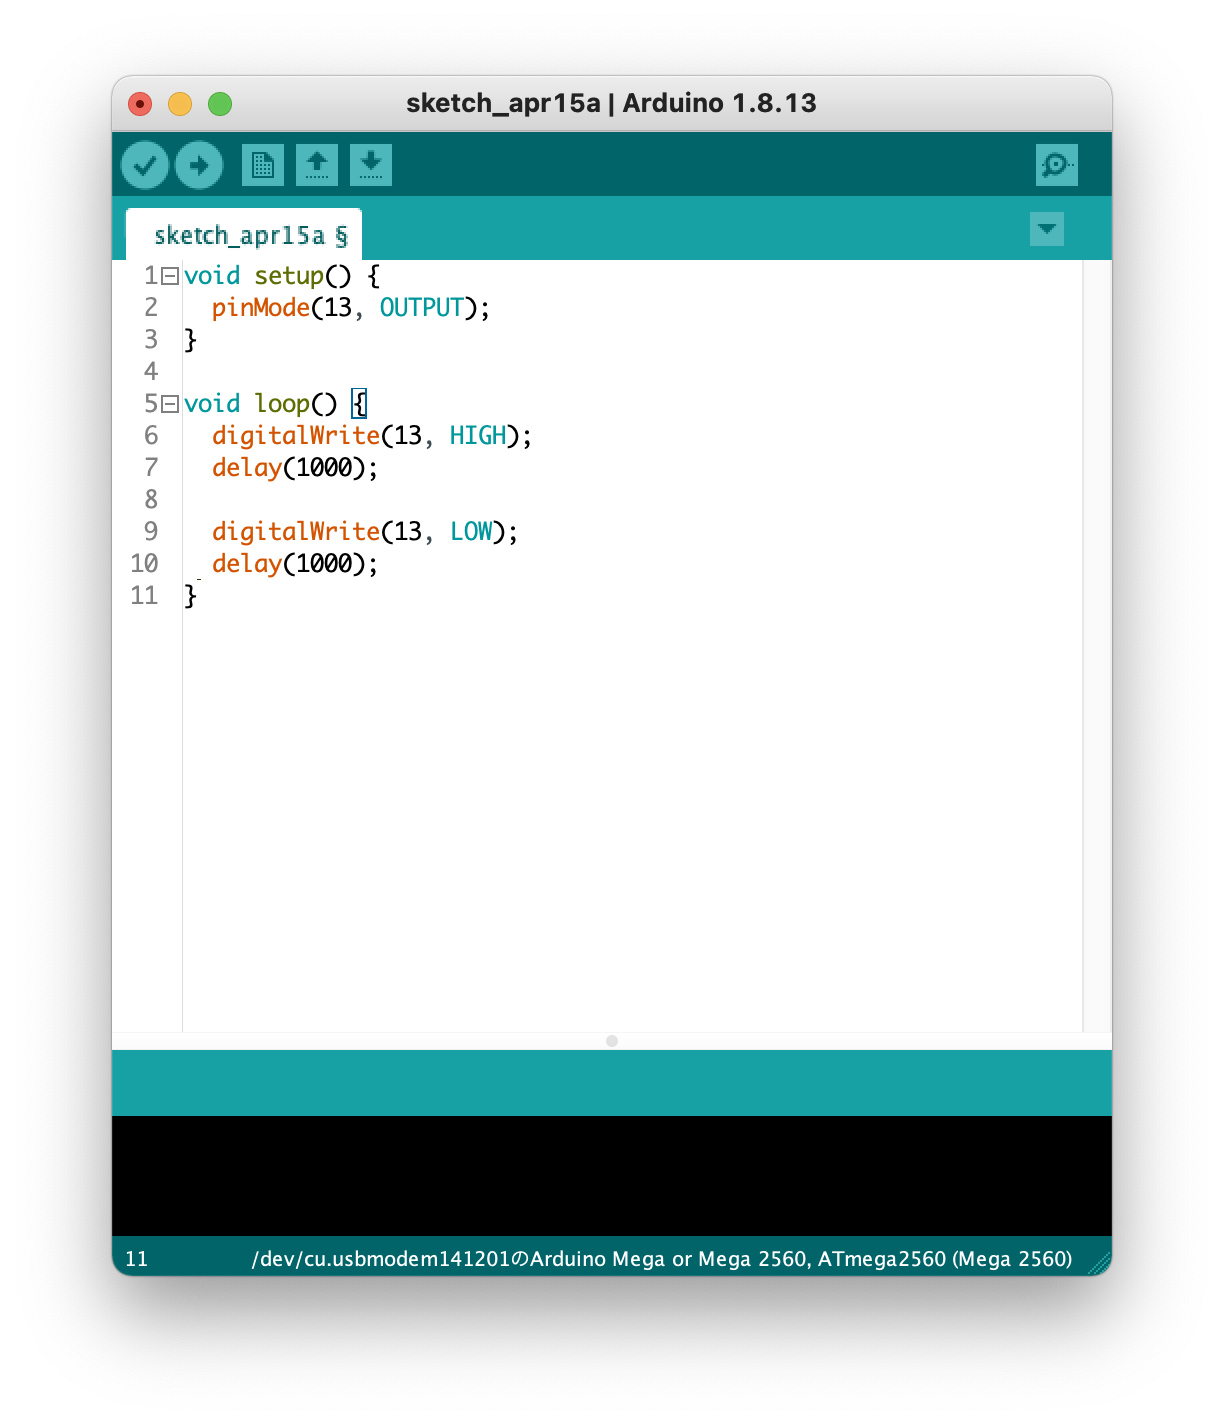 sketch_apr15a | Arduino 1.8.13
sketch_apr15a §
1 void setup() {
2   pinMode(13, OUTPUT);
3 }
4
5 void loop() {
6   digitalWrite(13, HIGH);
7   delay(1000);
8
9   digitalWrite(13, LOW);
10   delay(1000);
11 }
11 /dev/cu.usbmodem141201のArduino Mega or Mega 2560, ATmega2560 (Mega 2560)